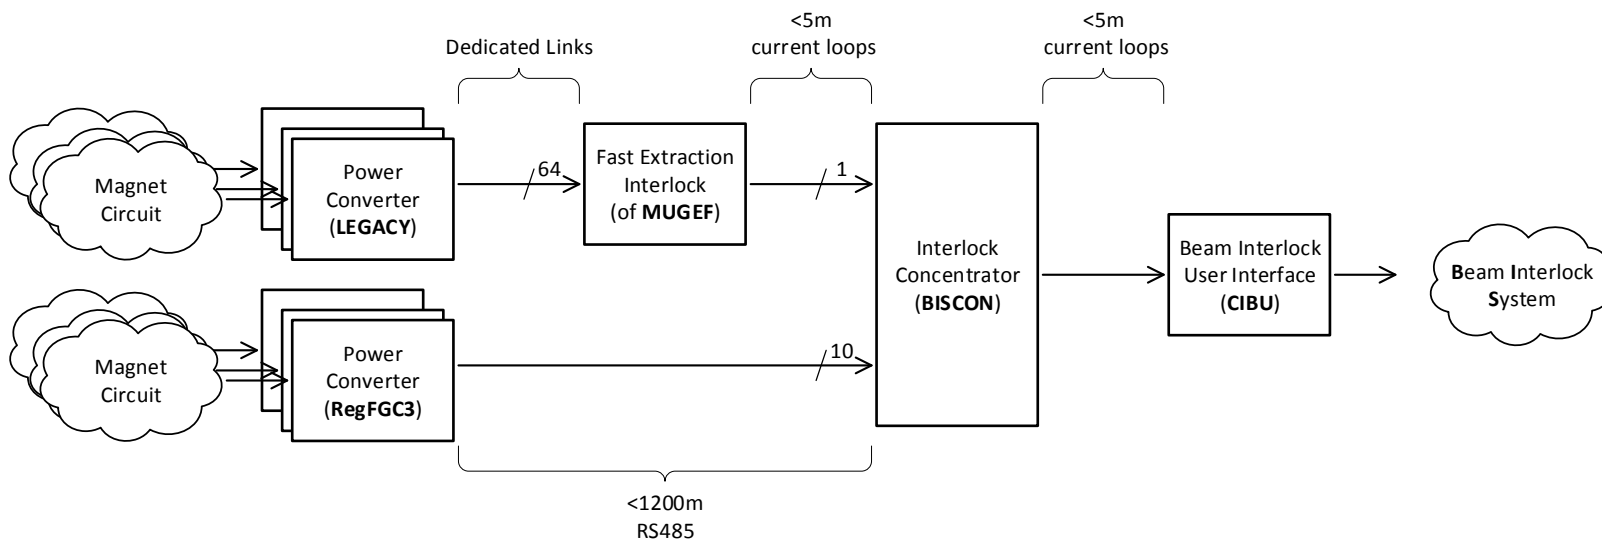 <5m
current loops
<5m
current loops
Dedicated Links
Magnet
Circuit
Power
Converter
(LEGACY)
64
Fast Extraction
Interlock
(of MUGEF)
1
Interlock
Concentrator
(BISCON)
Beam Interlock
User Interface
(CIBU)
Beam Interlock
System
Magnet
Circuit
Power
Converter
(RegFGC3)
10
<1200m
RS485